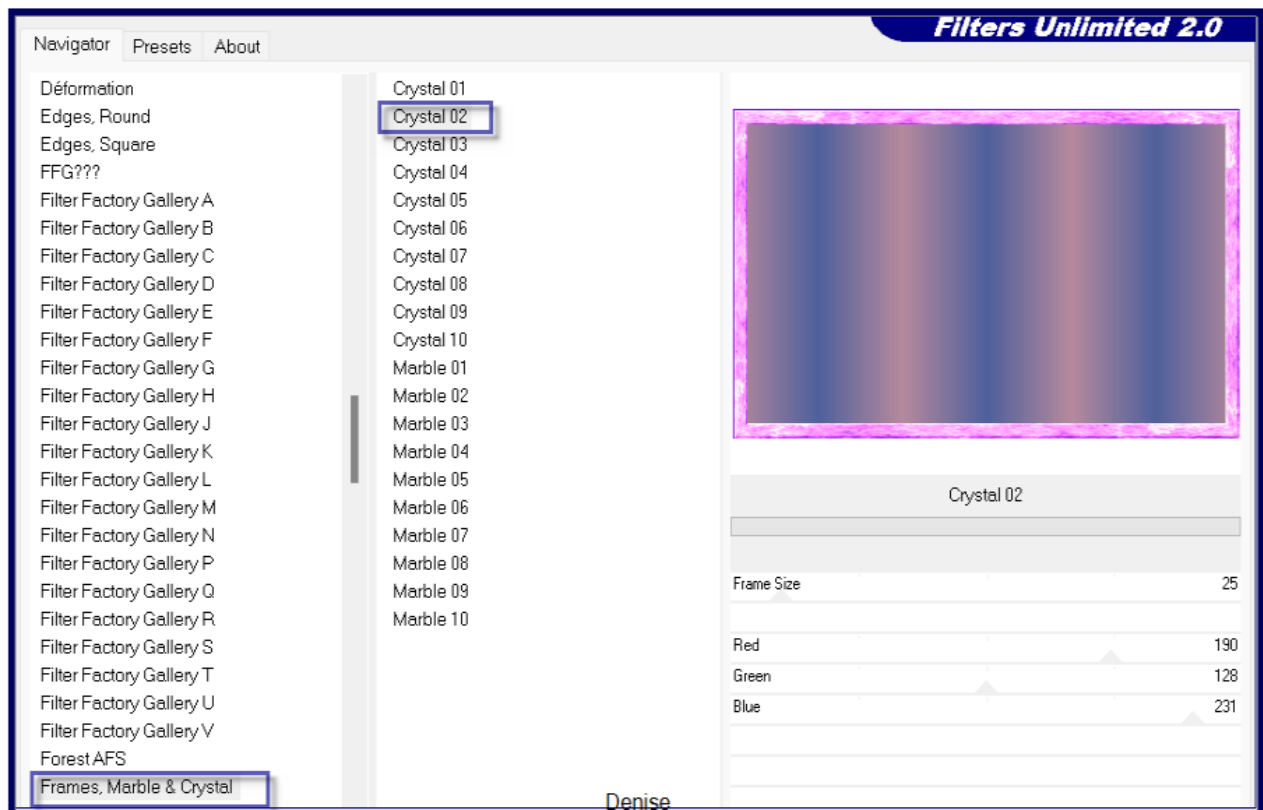 Filters Unlimited 2.0
Navigator Presets About
Déformation
Edges, Round
Edges, Square
FFG???
Filter Factory Gallery A
Filter Factory Gallery B
Filter Factory Gallery C
Filter Factory Gallery D
Filter Factory Gallery E
Filter Factory Gallery F
Filter Factory Gallery G
Filter Factory Gallery H
Filter Factory Gallery J
Filter Factory Gallery K
Filter Factory Gallery L
Filter Factory Gallery M
Filter Factory Gallery N
Filter Factory Gallery P
Filter Factory Gallery Q
Filter Factory Gallery R
Filter Factory Gallery S
Filter Factory Gallery T
Filter Factory Gallery U
Filter Factory Gallery V
Forest AFS
Frames, Marble & Crystal
Crystal 01
Crystal 02
Crystal 03
Crystal 04
Crystal 05
Crystal 06
Crystal 07
Crystal 08
Crystal 09
Crystal 10
Marble 01
Marble 02
Marble 03
Marble 04
Marble 05
Marble 06
Marble 07
Marble 08
Marble 09
Marble 10
Crystal 02
Frame Size 25
Red 190
Green 128
Blue 231
Denise